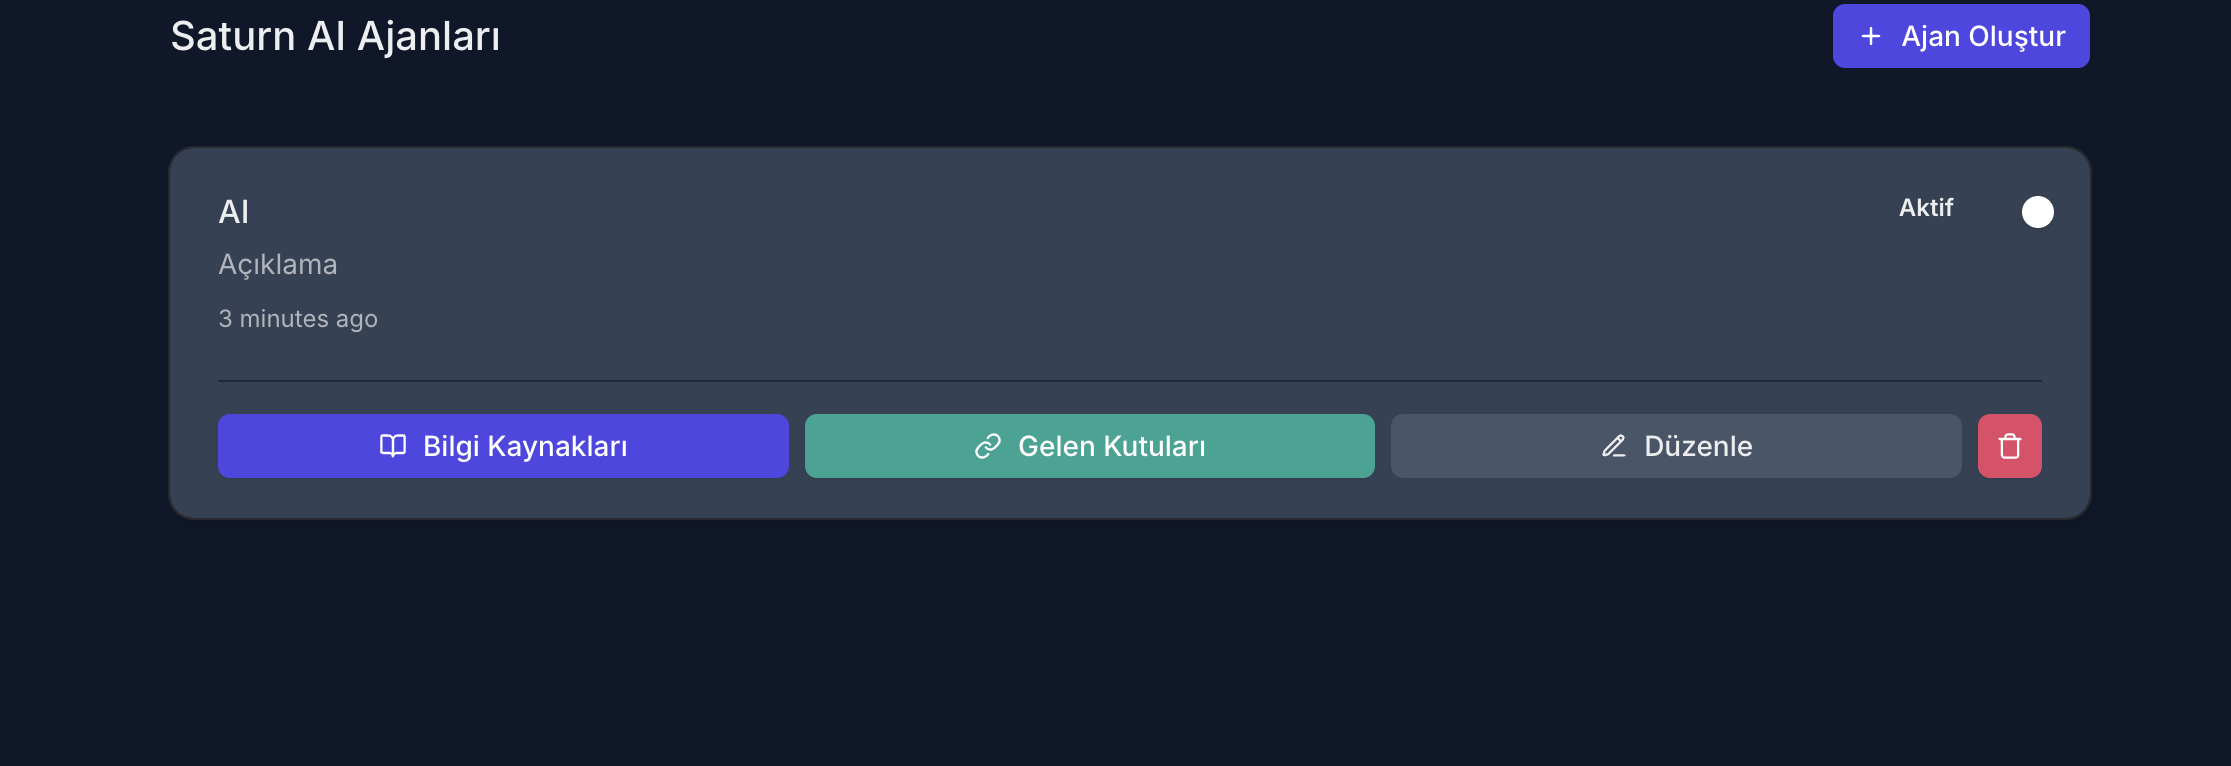 Saturn AI Ajanları
Ajan Oluştur
AI
Aktif
Açıklama
3 minutes ago
Bilgi Kaynakları
Gelen Kutuları
Düzenle